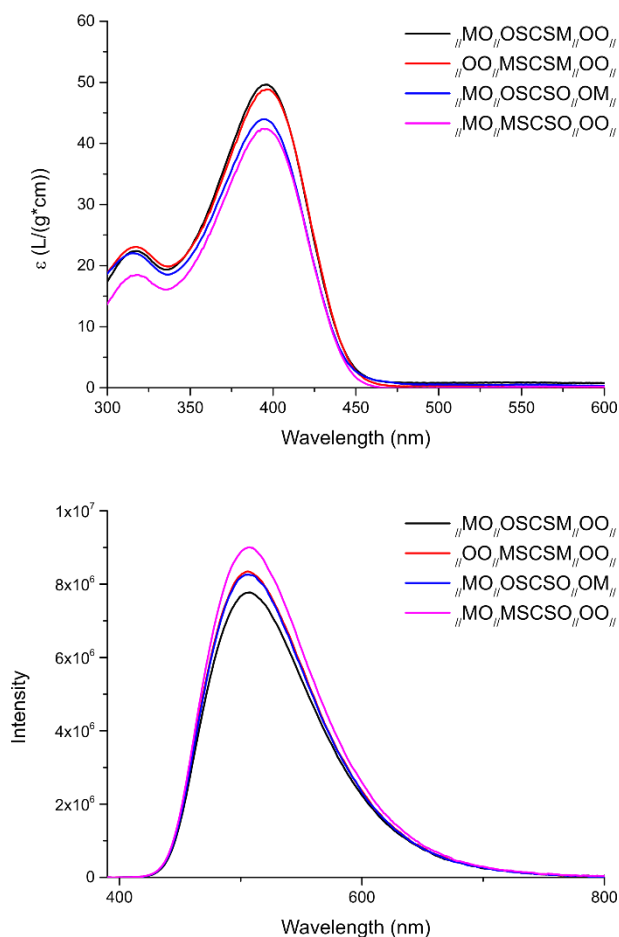 60
50
40
30
20
10
0
ε (L/(g*cm))
300
350
400
450
500
550
600
Wavelength (nm)
„MO„OSCSM„OO„
„OO„MSCSM„OO„
„MO„OSCSO„OM„
„MO„MSCSO„OO„
1x10⁷
8x10⁶
6x10⁶
4x10⁶
2x10⁶
0
Intensity
400
600
800
Wavelength (nm)
„MO„OSCSM„OO„
„OO„MSCSM„OO„
„MO„OSCSO„OM„
„MO„MSCSO„OO„